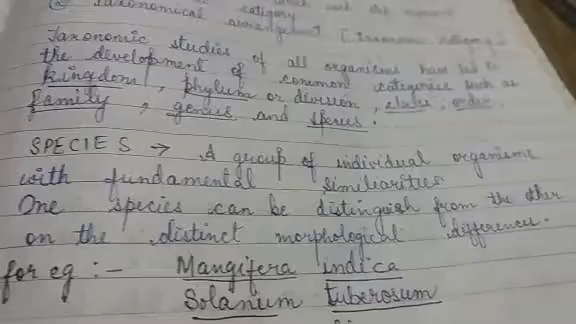 category
Taxonomical category
Taxonomic studies of all organisms have led to
the development of common categories such as
kingdom, phylum or division, class, order,
family, genus and species.
SPECIES → A group of individual organisms
with fundamental similarities
One species can be distinguish from the other
on the distinct morphological differences.
for eg :- Mangifera indica
Solanum tuberosum